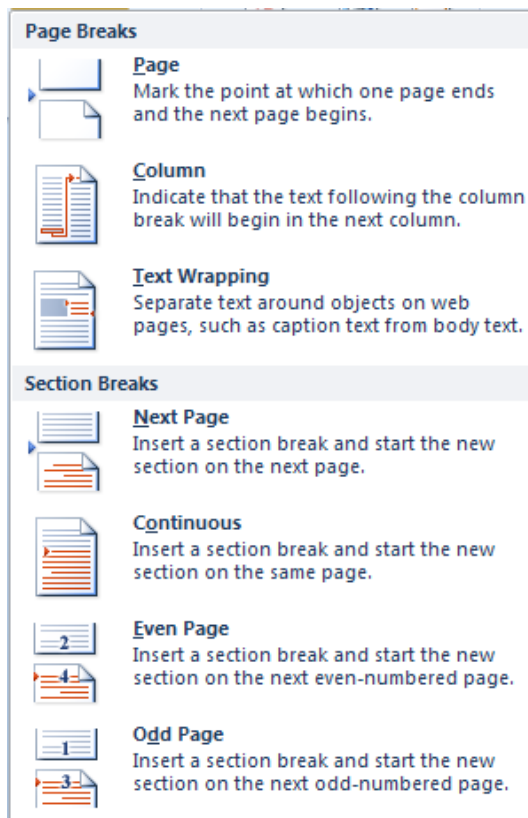 Page Breaks
Page
Mark the point at which one page ends
and the next page begins.
Column
Indicate that the text following the column
break will begin in the next column.
Text Wrapping
Separate text around objects on web
pages, such as caption text from body text.
Section Breaks
Next Page
Insert a section break and start the new
section on the next page.
Continuous
Insert a section break and start the new
section on the same page.
2
4
Even Page
Insert a section break and start the new
section on the next even-numbered page.
1
3
Odd Page
Insert a section break and start the new
section on the next odd-numbered page.